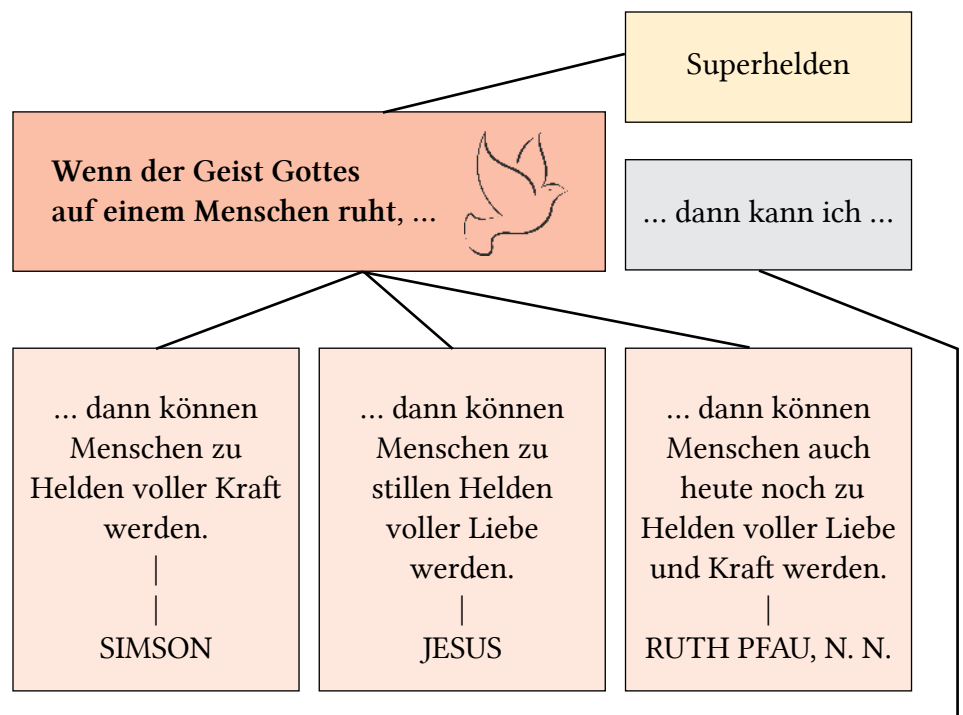 Superhelden
Wenn der Geist Gottes
auf einem Menschen ruht, …
… dann kann ich …
… dann können
Menschen zu
Helden voller Kraft
werden.
|
|
SIMSON
… dann können
Menschen zu
stillen Helden
voller Liebe
werden.
|
JESUS
… dann können
Menschen auch
heute noch zu
Helden voller Liebe
und Kraft werden.
|
RUTH PFAU, N. N.